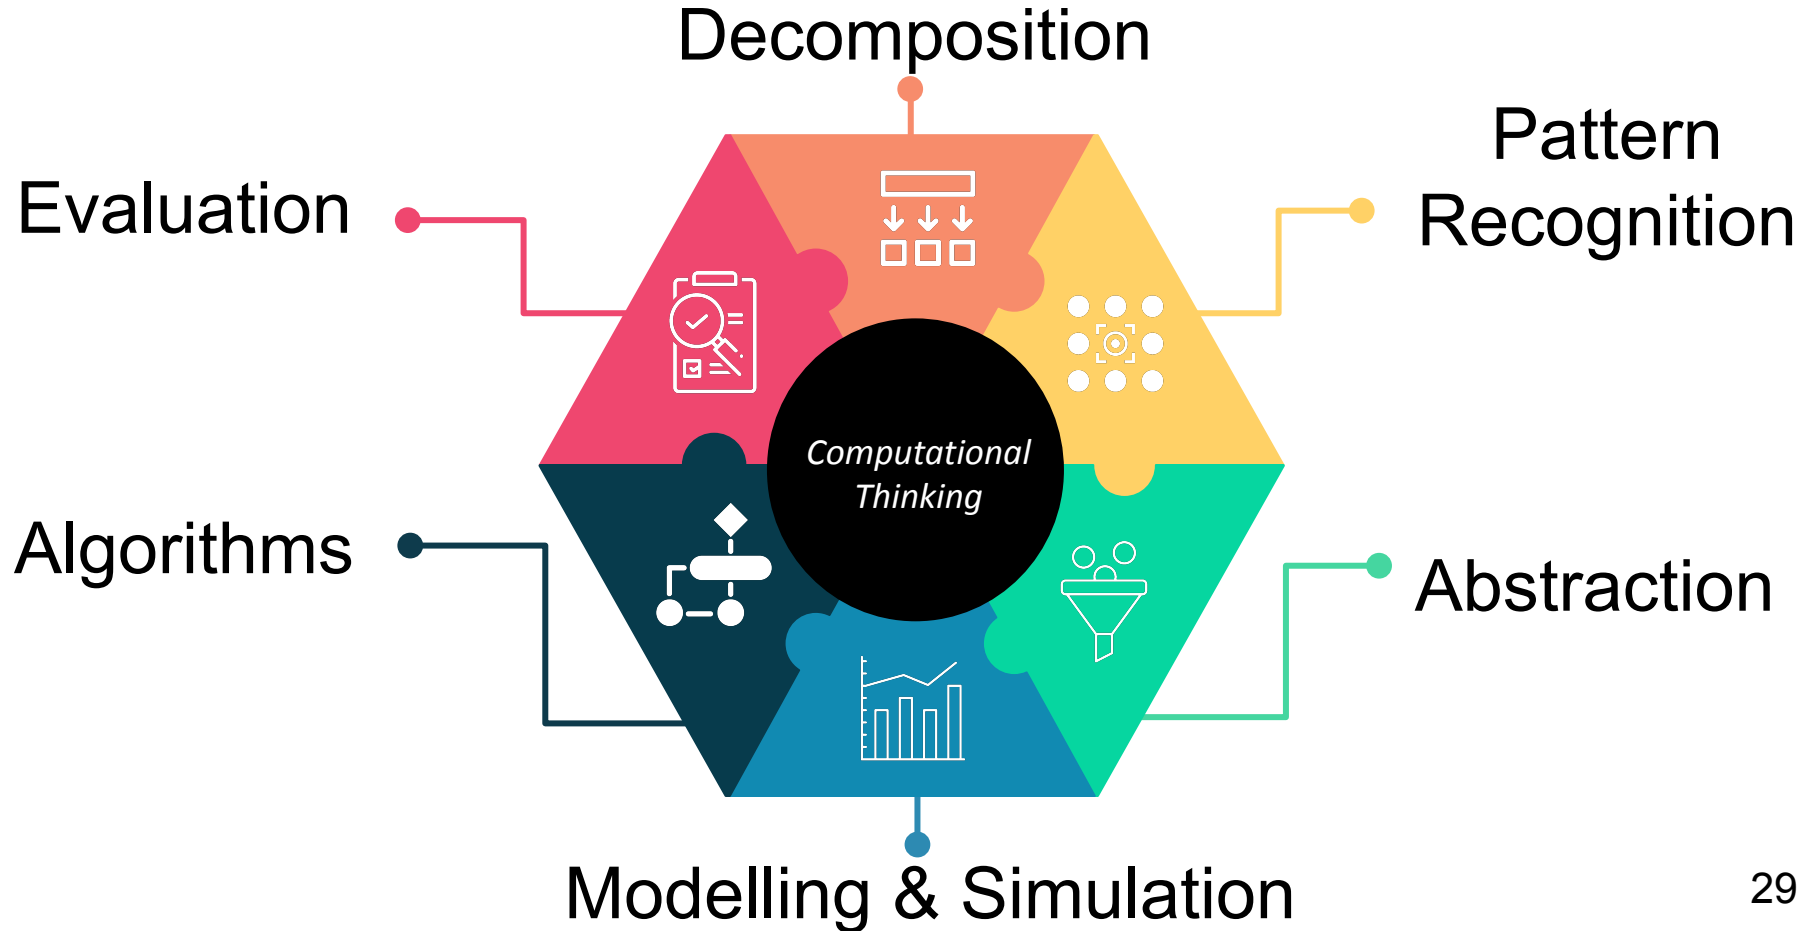 Decomposition
Pattern
Recognition
Evaluation
Computational
Thinking
Algorithms
Abstraction
Modelling & Simulation
29